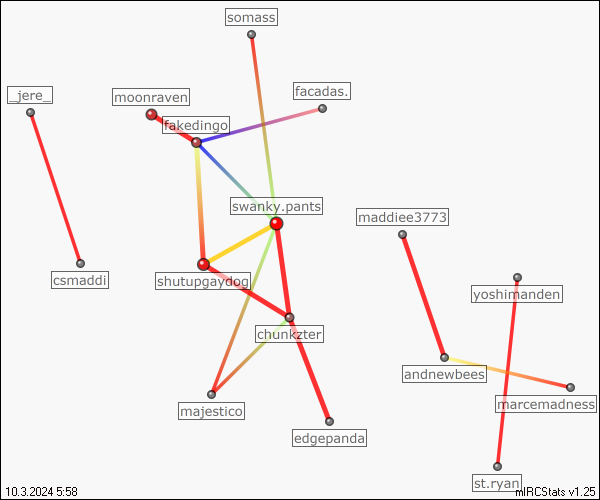 somass
_jere_
moonraven
facadas.
fakedingo
swanky.pants
maddiee3773
csmaddi
shutupgaydog
yoshimanden
chunkzter
andnewbees
majestico
marcemadness
edgepanda
st.ryan
10.3.2024 5:58
mIRCStats v1.25